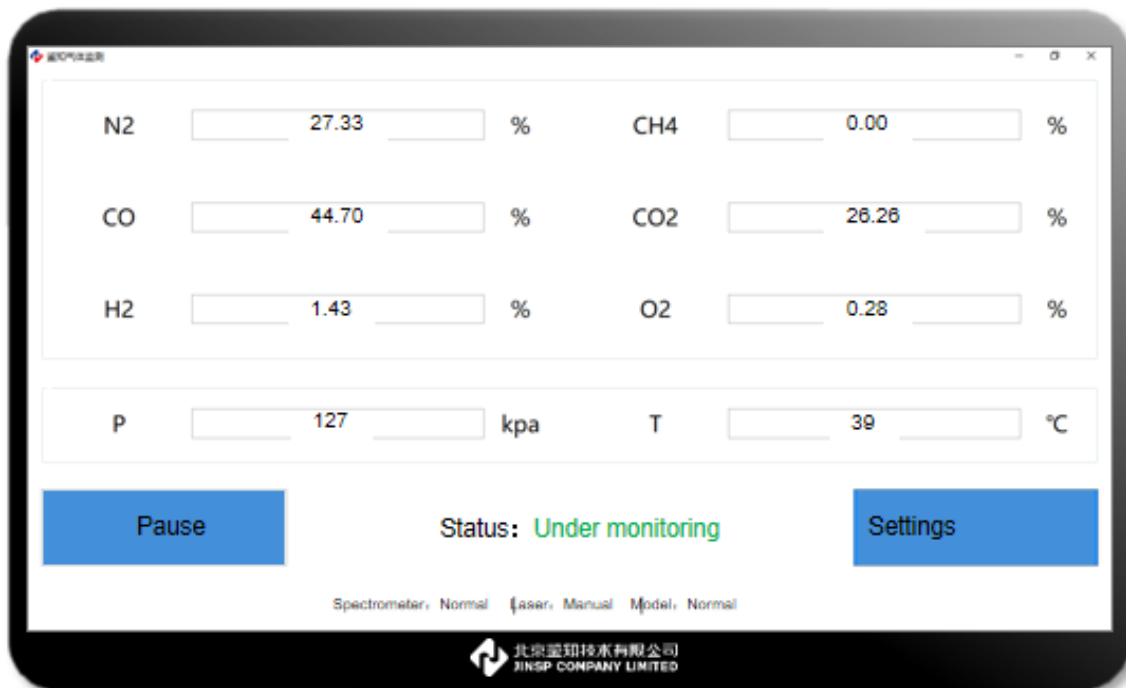 N2 27.33 % CH4 0.00 %
CO 44.70 % CO2 26.26 %
H2 1.43 % O2 0.28 %
P 127 kpa T 39 ℃
Pause Status： Under monitoring Settings
Spectrometer：Normal Laser：Manual Model：Normal
北京鉴知技术有限公司
JINSP COMPANY LIMITED